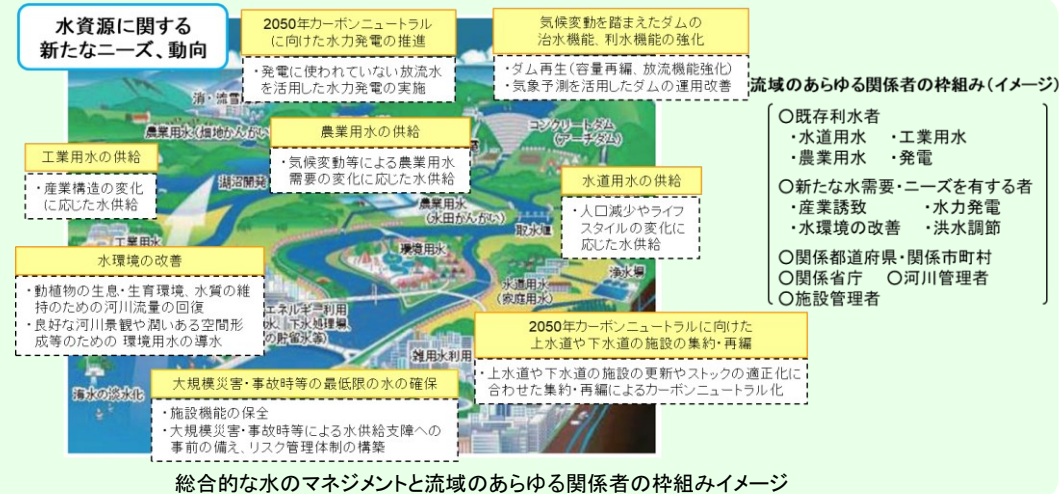 水資源に関する
新たなニーズ、動向
2050年カーボンニュートラル
に向けた水力発電の推進
・発電に使われていない放流水
を活用した水力発電の実施
気候変動を踏まえたダムの
治水機能、利水機能の強化
・ダム再生(容量再編、放流機能強化)
・気象予測を活用したダムの運用改善
流域のあらゆる関係者の枠組み(イメージ)
〇既存利水者
・水道用水 ・工業用水
・農業用水 ・発電
〇新たな水需要・ニーズを有する者
・産業誘致 ・水力発電
・水環境の改善 ・洪水調節
〇関係都道府県・関係市町村
〇関係省庁 〇河川管理者
〇施設管理者
消・流雪
農業用水(畑地かんがい)
コンクリートダム
(アーチダム)
農業用水の供給
・気候変動等による農業用水
需要の変化に応じた水供給
工業用水の供給
・産業構造の変化
に応じた水供給
湖沼開発
水道用水の供給
・人口減少やライフ
スタイルの変化に
応じた水供給
農業用水
(水田かんがい)
取水堰
工業用水
環境用水
浄水場
水道用水
(家庭用水)
水環境の改善
・動植物の生息・生育環境、水質の維
持のための河川流量の回復
・良好な河川景観や潤いある空間形
成等のための 環境用水の導水
エネルギー利用
水、下水処理場、
の貯留水等)
雑用水利用
2050年カーボンニュートラルに向けた
上水道や下水道の施設の集約・再編
・上水道や下水道の施設の更新やストックの適正化に
合わせた集約・再編によるカーボンニュートラル化
海水の淡水化
大規模災害・事故時等の最低限の水の確保
・施設機能の保全
・大規模災害・事故時等による水供給支障への
事前の備え、リスク管理体制の構築
総合的な水のマネジメントと流域のあらゆる関係者の枠組みイメージ